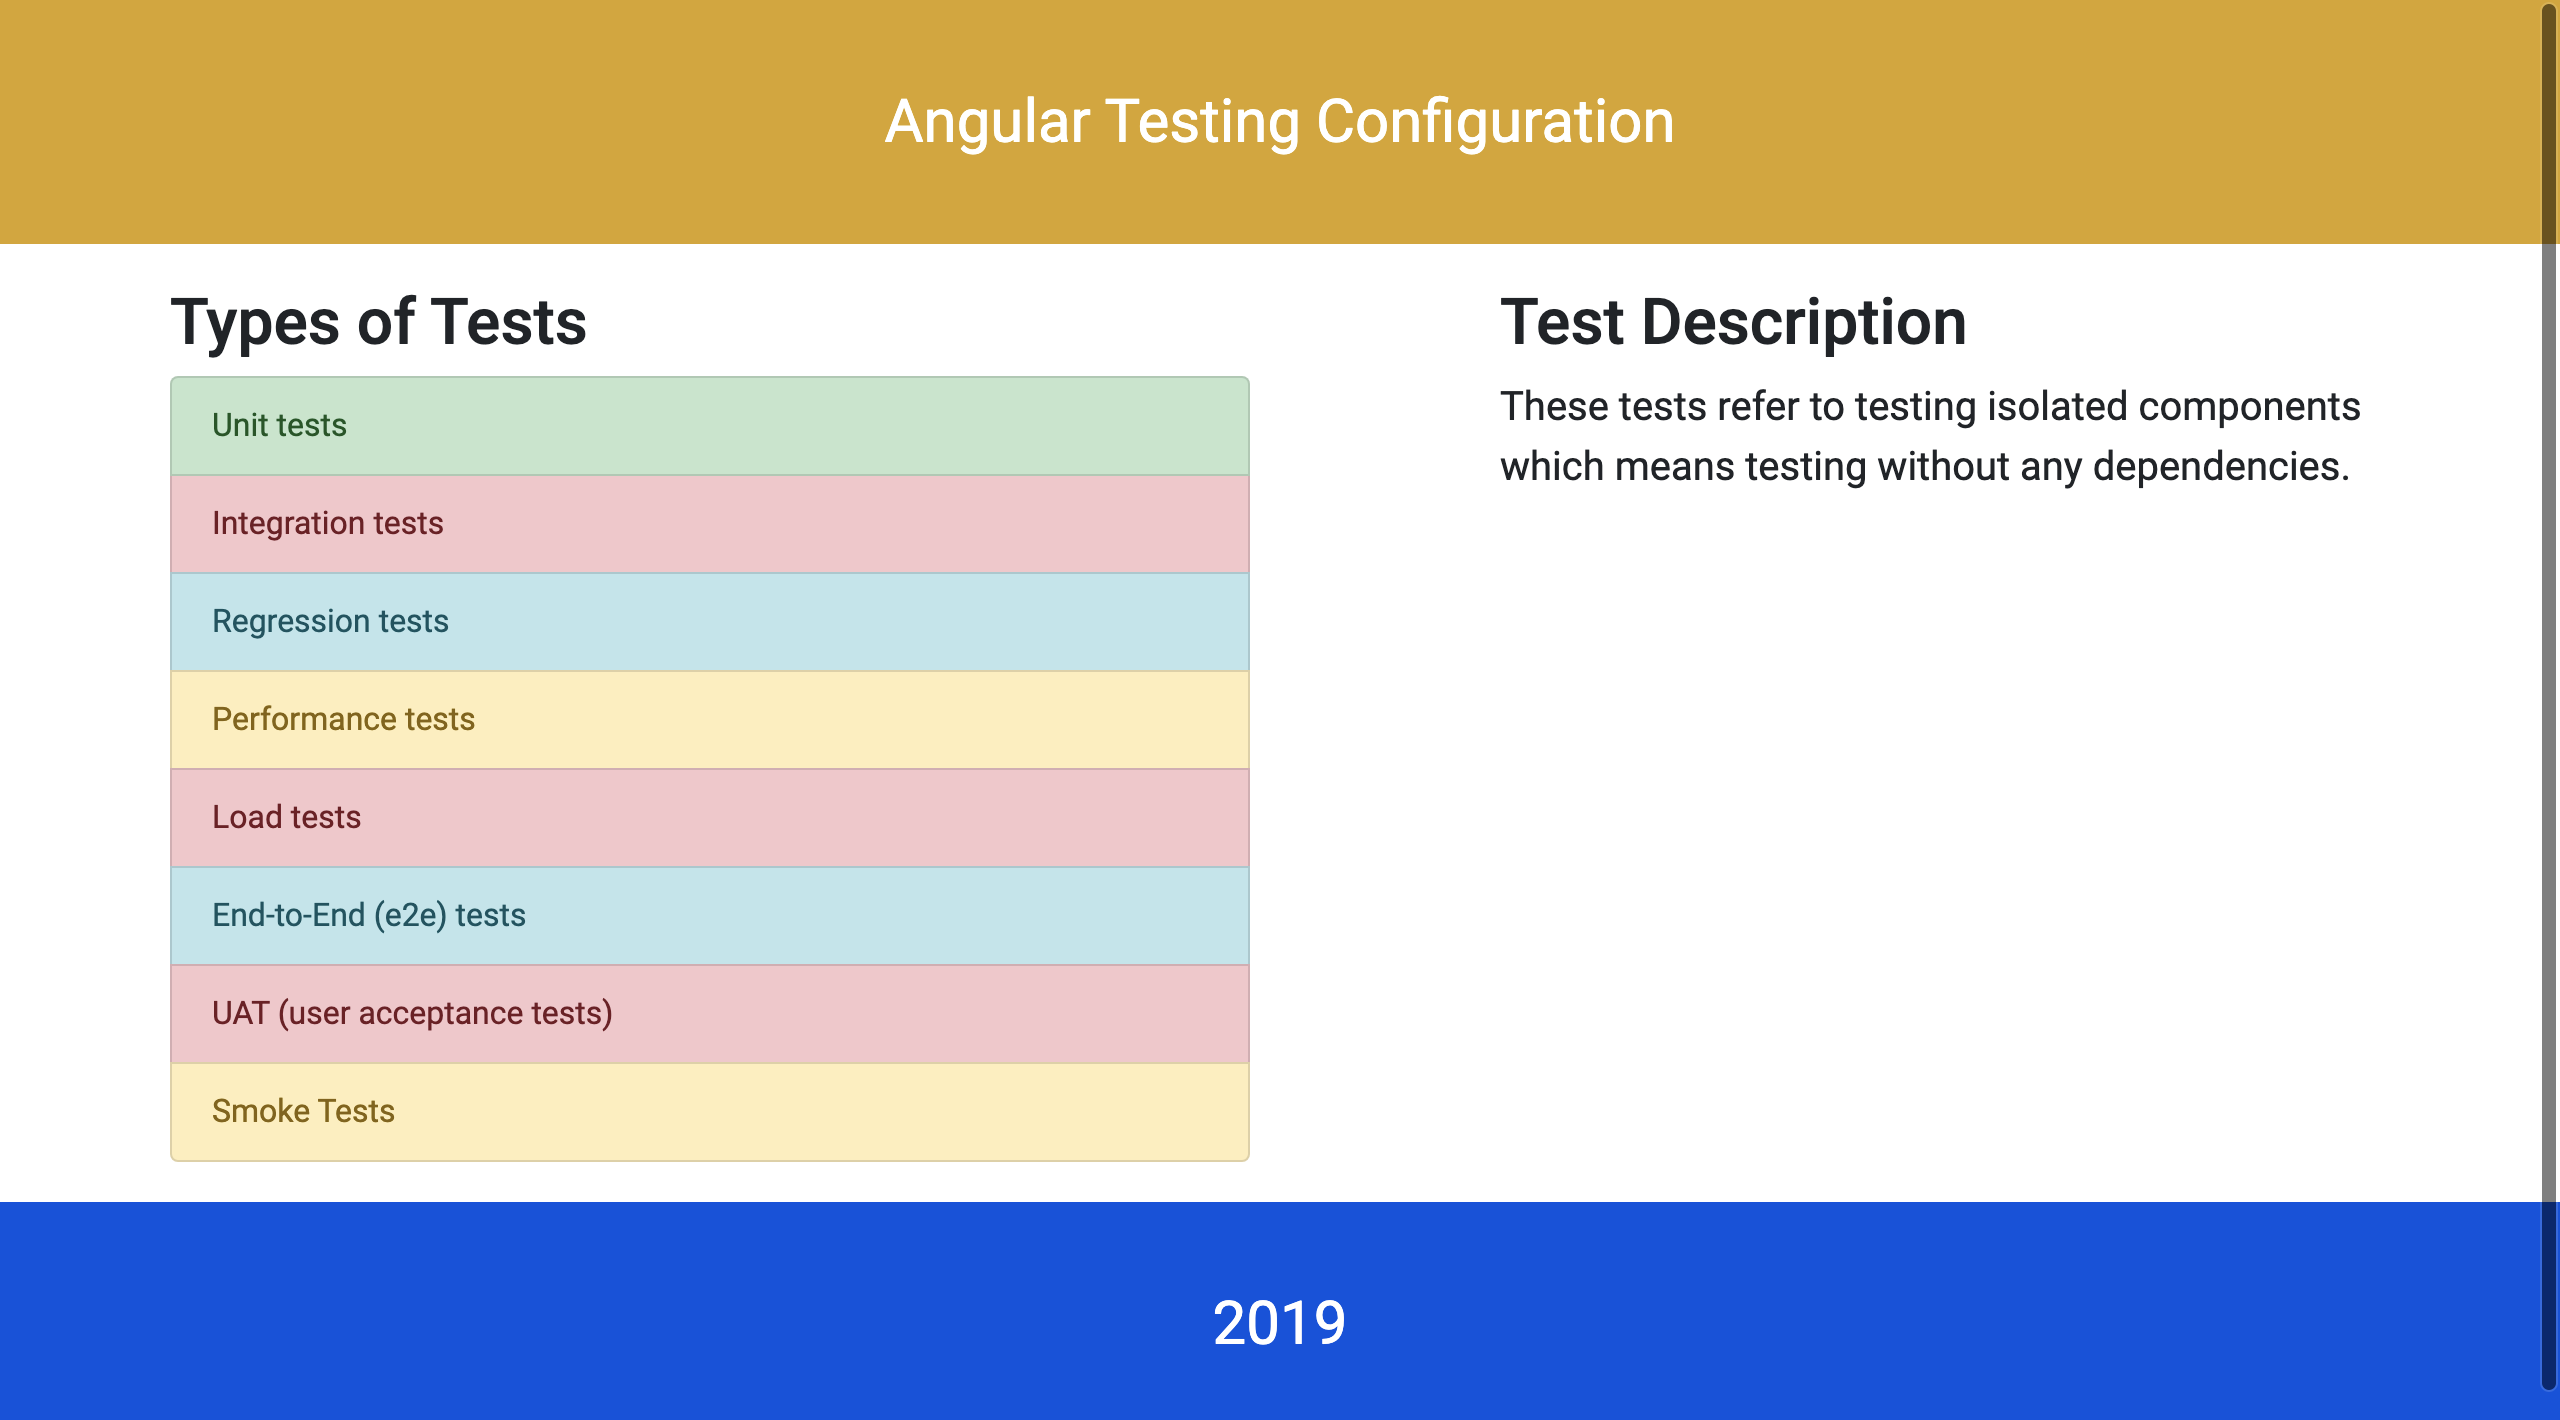 Angular Testing Configuration
Types of Tests
Unit tests
Integration tests
Regression tests
Performance tests
Load tests
End-to-End (e2e) tests
UAT (user acceptance tests)
Smoke Tests
Test Description
These tests refer to testing isolated components
which means testing without any dependencies.
2019